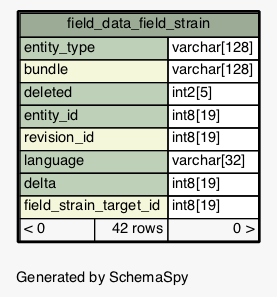 field_data_field_strain
entity_type varchar[128]
bundle varchar[128]
deleted int2[5]
entity_id int8[19]
revision_id int8[19]
language varchar[32]
delta int8[19]
field_strain_target_id int8[19]
< 0 42 rows 0 >
Generated by SchemaSpy